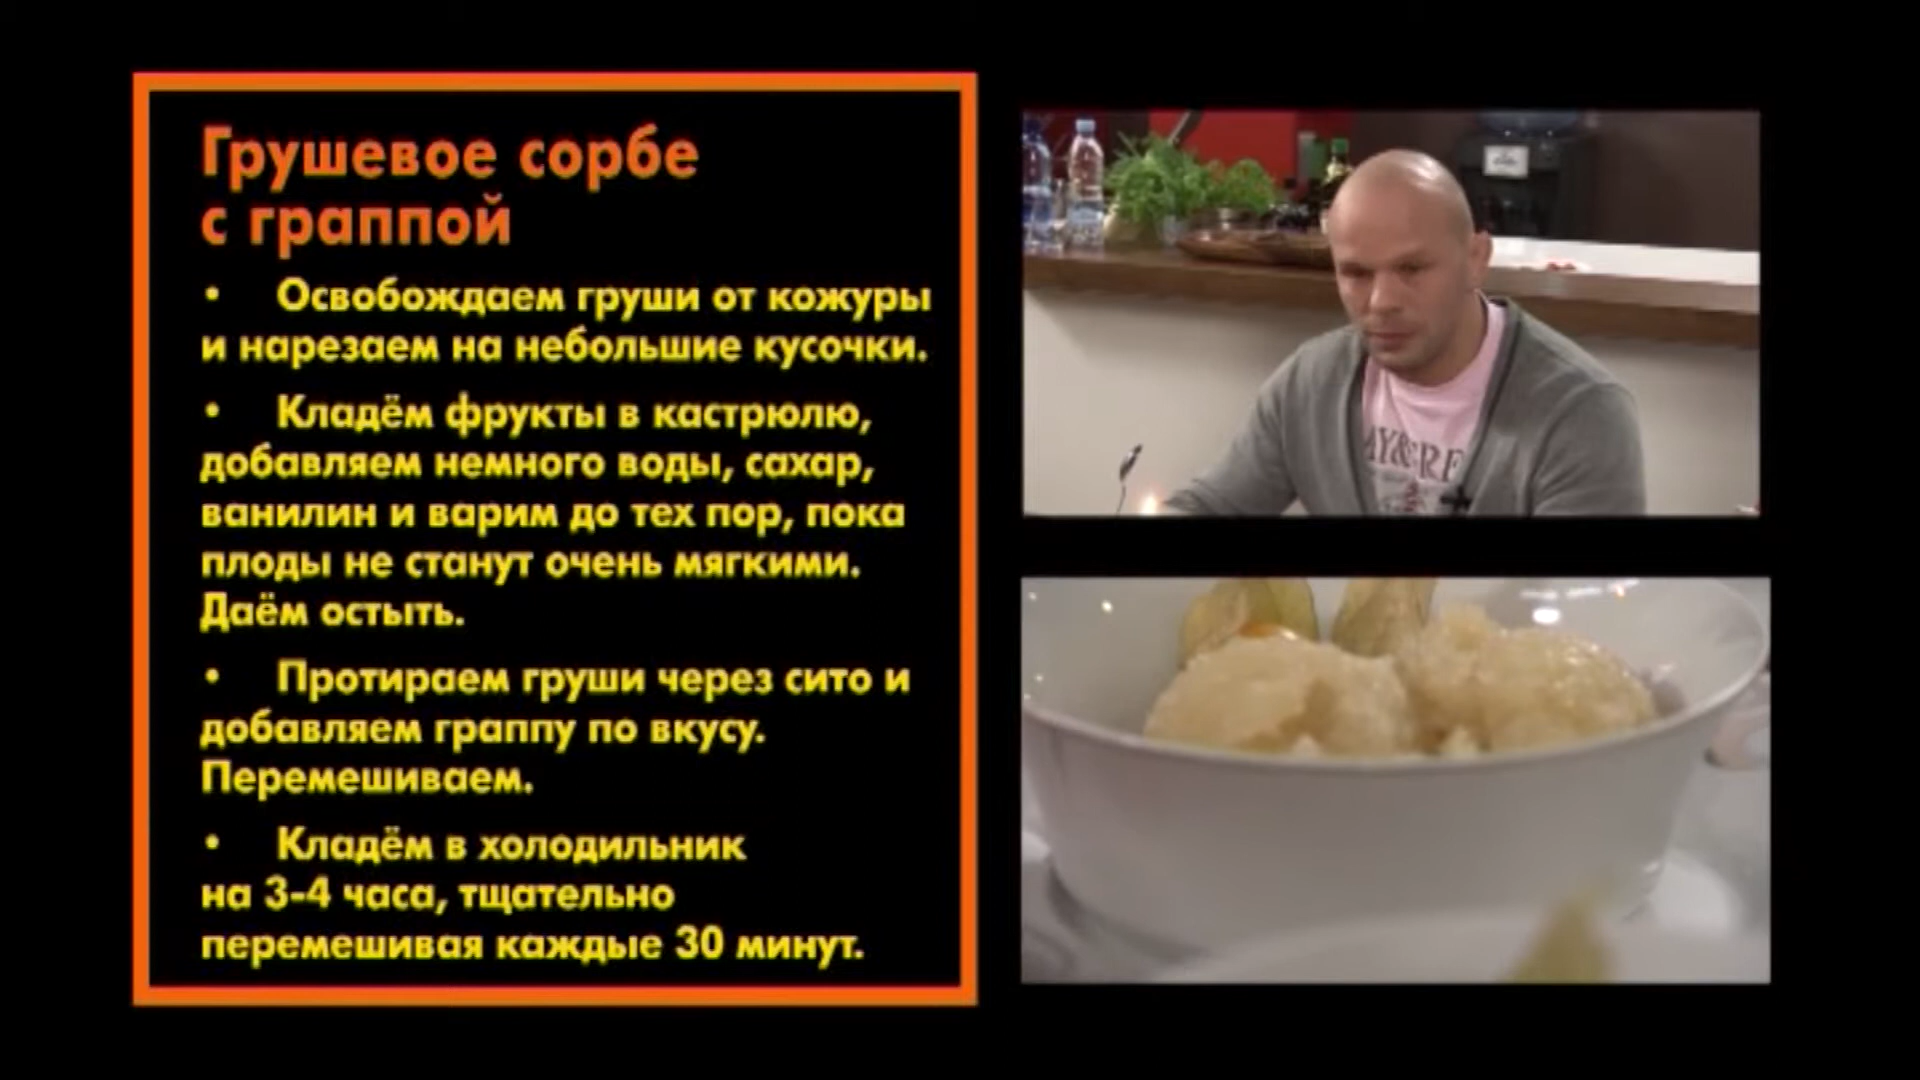 Грушевое сорбе
с граппой
• Освобождаем груши от кожуры
и нарезаем на небольшие кусочки.
• Кладём фрукты в кастрюлю,
добавляем немного воды, сахар,
ванилин и варим до тех пор, пока
плоды не станут очень мягкими.
Даём остыть.
• Протираем груши через сито и
добавляем граппу по вкусу.
Перемешиваем.
• Кладём в холодильник
на 3-4 часа, тщательно
перемешивая каждые 30 минут.